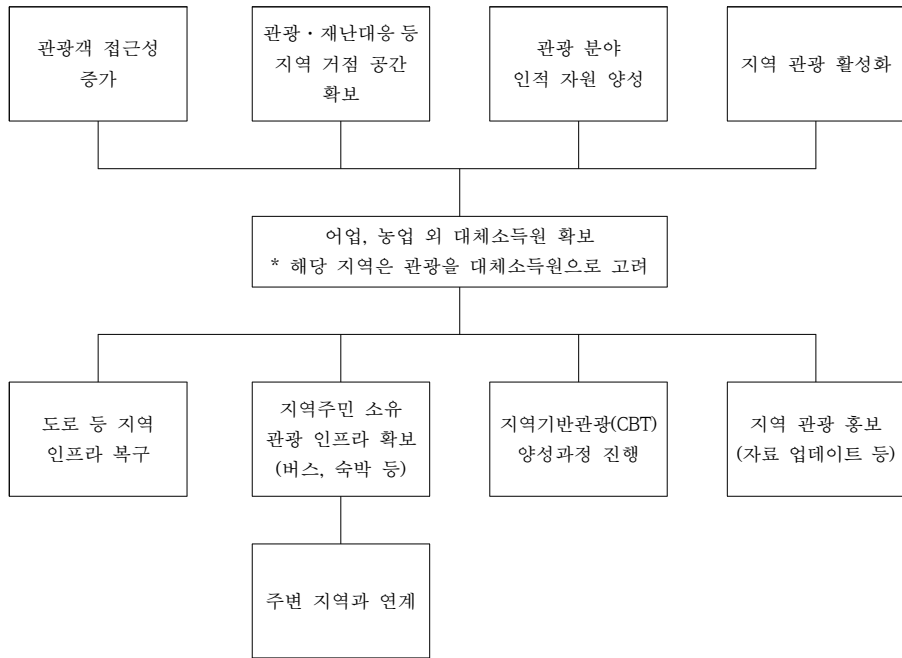 관광객 접근성
증가
관광・재난대응 등
지역 거점 공간
확보
관광 분야
인적 자원 양성
지역 관광 활성화
어업, 농업 외 대체소득원 확보
* 해당 지역은 관광을 대체소득원으로 고려
도로 등 지역
인프라 복구
지역주민 소유
관광 인프라 확보
(버스, 숙박 등)
지역기반관광(CBT)
양성과정 진행
지역 관광 홍보
(자료 업데이트 등)
주변 지역과 연계